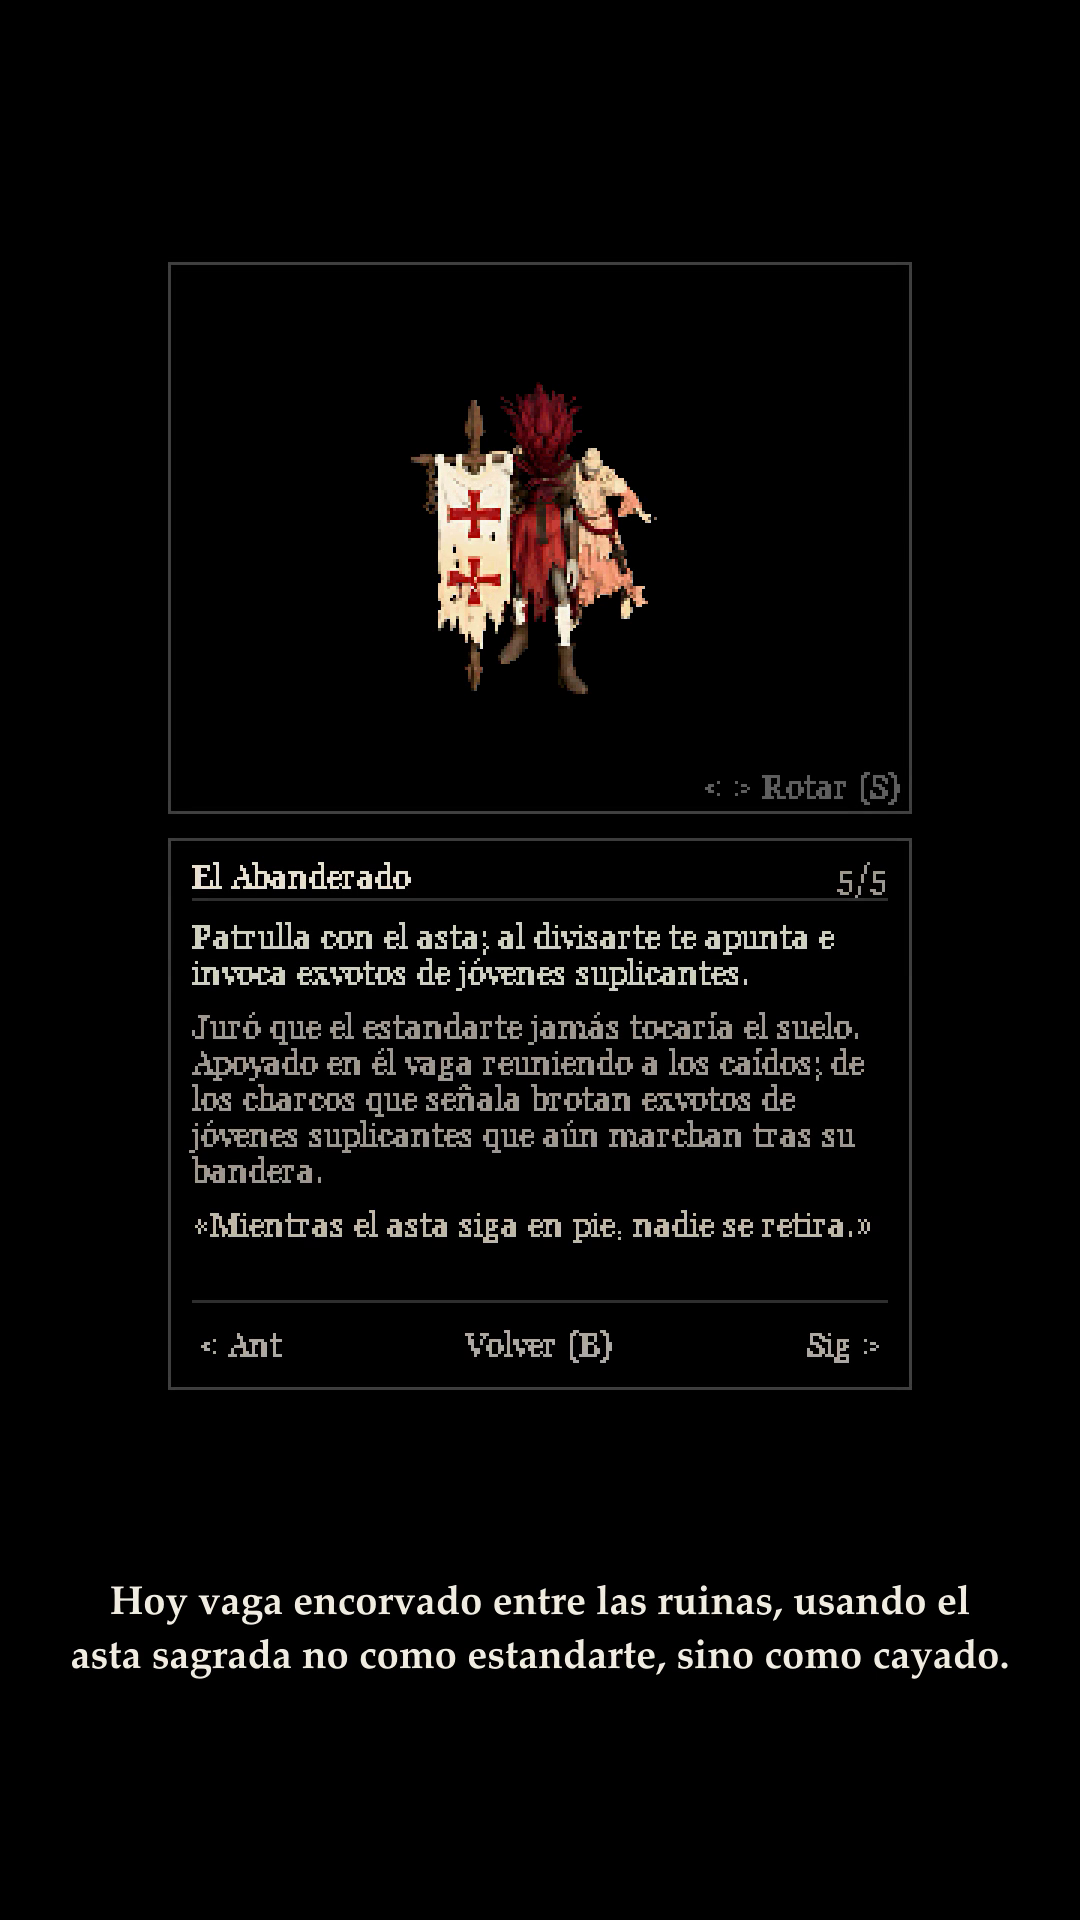 < > Rotar (S)
El Abanderado
5/5
Patrulla con el asta; al divisarte te apunta e
invoca exvotos de jóvenes suplicantes.
Juró que el estandarte jamás tocaría el suelo.
Apoyado en él vaga reuniendo a los caídos; de
los charcos que señala brotan exvotos de
jóvenes suplicantes que aún marchan tras su
bandera.
«Mientras el asta siga en pie, nadie se retira.»
< Ant
Volver (B)
Sig >
Hoy vaga encorvado entre las ruinas, usando el
asta sagrada no como estandarte, sino como cayado.